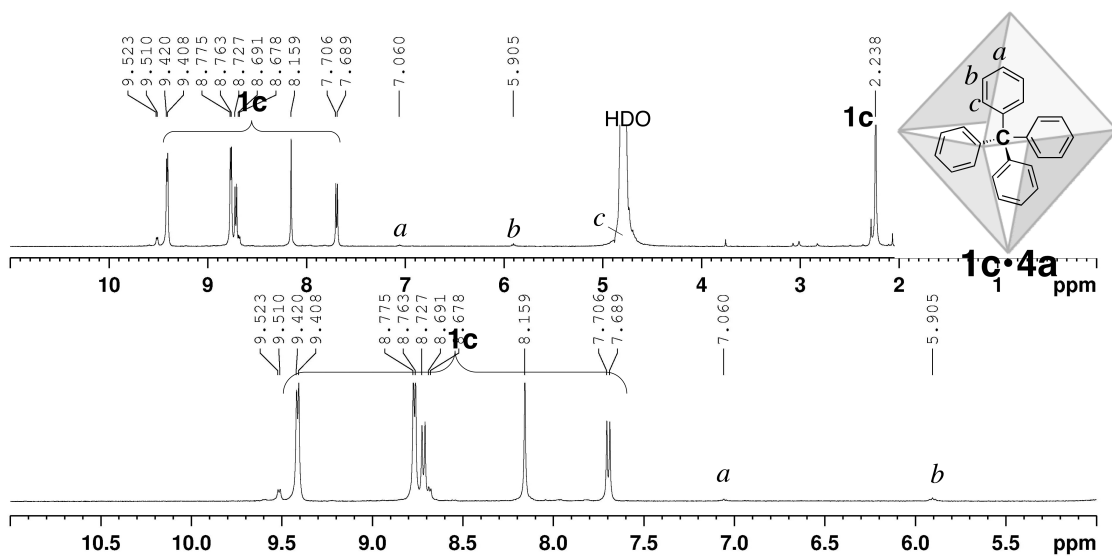 9.523
9.510
9.420
9.408
8.775
8.763
8.727
8.691
8.678
8.159
7.706
7.689
7.060
5.905
2.238
1c
a
b
c
HDO
1c
a
b
c
C
1c•4a
10 9 8 7 6 5 4 3 2 1 ppm
9.523
9.510
9.420
9.408
8.775
8.763
8.727
8.691
8.678
8.159
7.706
7.689
7.060
5.905
1c
a
b
10.5 10.0 9.5 9.0 8.5 8.0 7.5 7.0 6.5 6.0 5.5 ppm